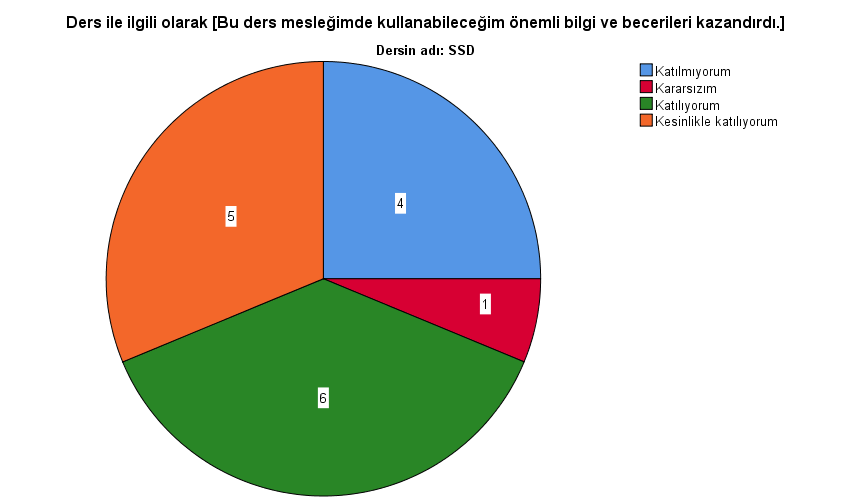 Ders ile ilgili olarak [Bu ders mesleğimde kullanabileceğim önemli bilgi ve becerileri kazandırdı.]
Dersin adı: SSD
Katılmıyorum
Kararsızım
Katılıyorum
Kesinlikle katılıyorum
4
5
1
6